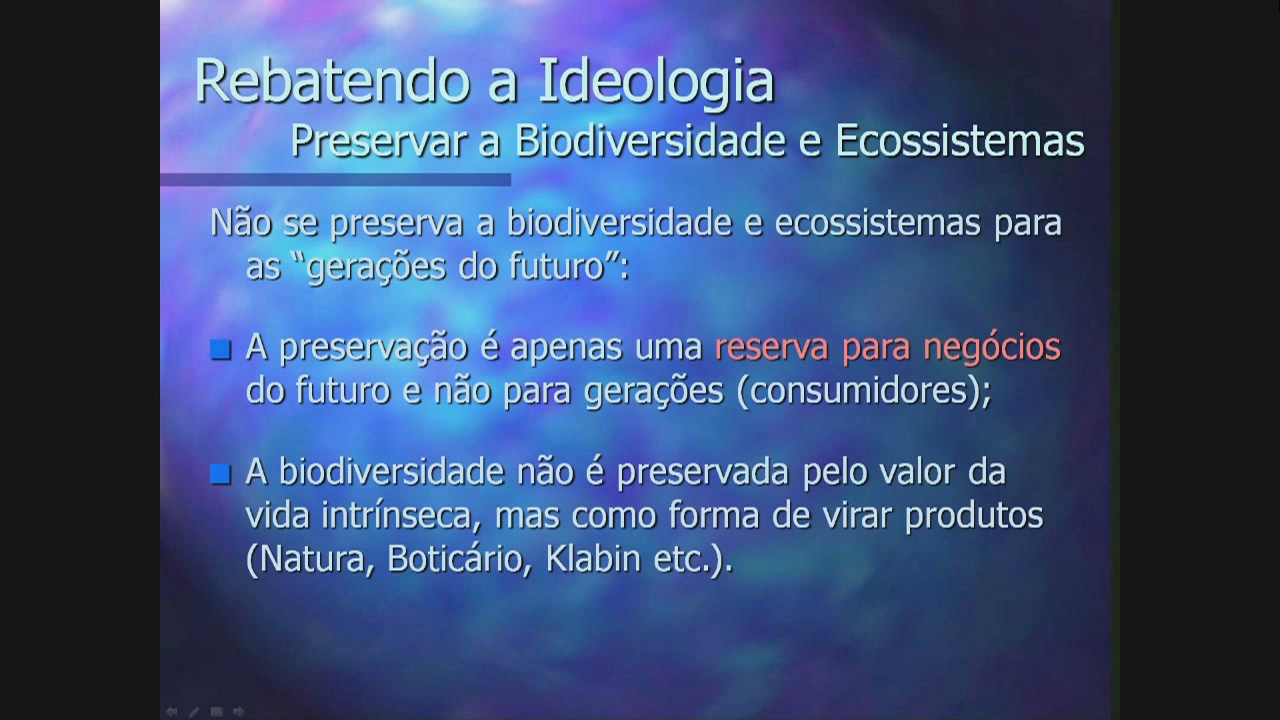 Rebatendo a Ideologia
Preservar a Biodiversidade e Ecossistemas
Não se preserva a biodiversidade e ecossistemas para
as “gerações do futuro”:
A preservação é apenas uma reserva para negócios
do futuro e não para gerações (consumidores);
A biodiversidade não é preservada pelo valor da
vida intrínseca, mas como forma de virar produtos
(Natura, Boticário, Klabin etc.).